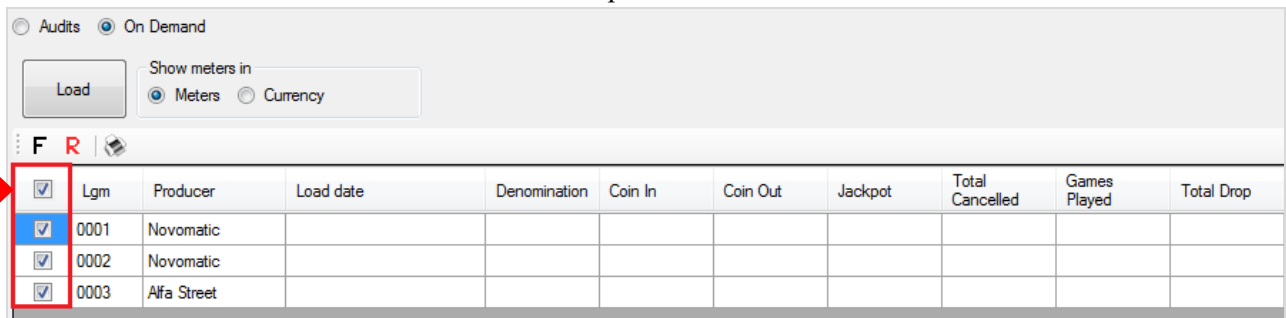 Audits On Demand
Load
Show meters in
Meters Currency
F R
Lgm Producer Load date Denomination Coin In Coin Out Jackpot Total Cancelled Games Played Total Drop
0001 Novomatic
0002 Novomatic
0003 Alfa Street